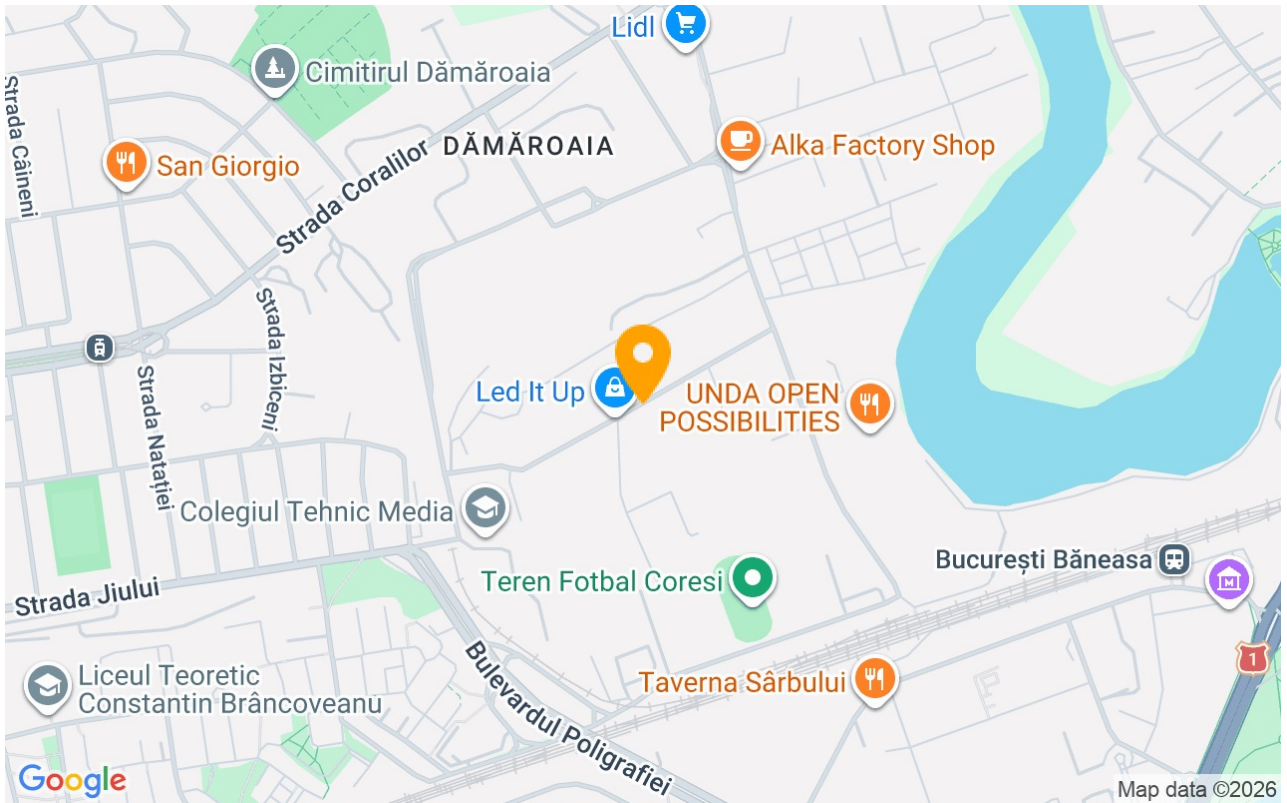 Lidl
Cimitirul Dămăroaia
Strada Câineni
DĂMĂROAIA
Alka Factory Shop
San Giorgio
Strada Coralilor
Strada Izbiceni
Strada Natației
Led It Up
UNDA OPEN
POSSIBILITIES
Colegiul Tehnic Media
București Băneasa
M
Teren Fotbal Coresi
Strada Jiului
1
Liceul Teoretic
Constantin Brâncoveanu
Bulevardul Poligrafiei
Taverna Sârbului
Google
Map data ©2026